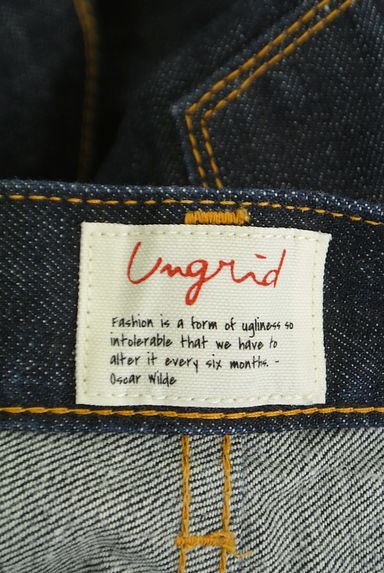 Ungrid
Fashion is a form of ugliness so
intolerable that we have to
alter it every six months. -
Oscar Wilde